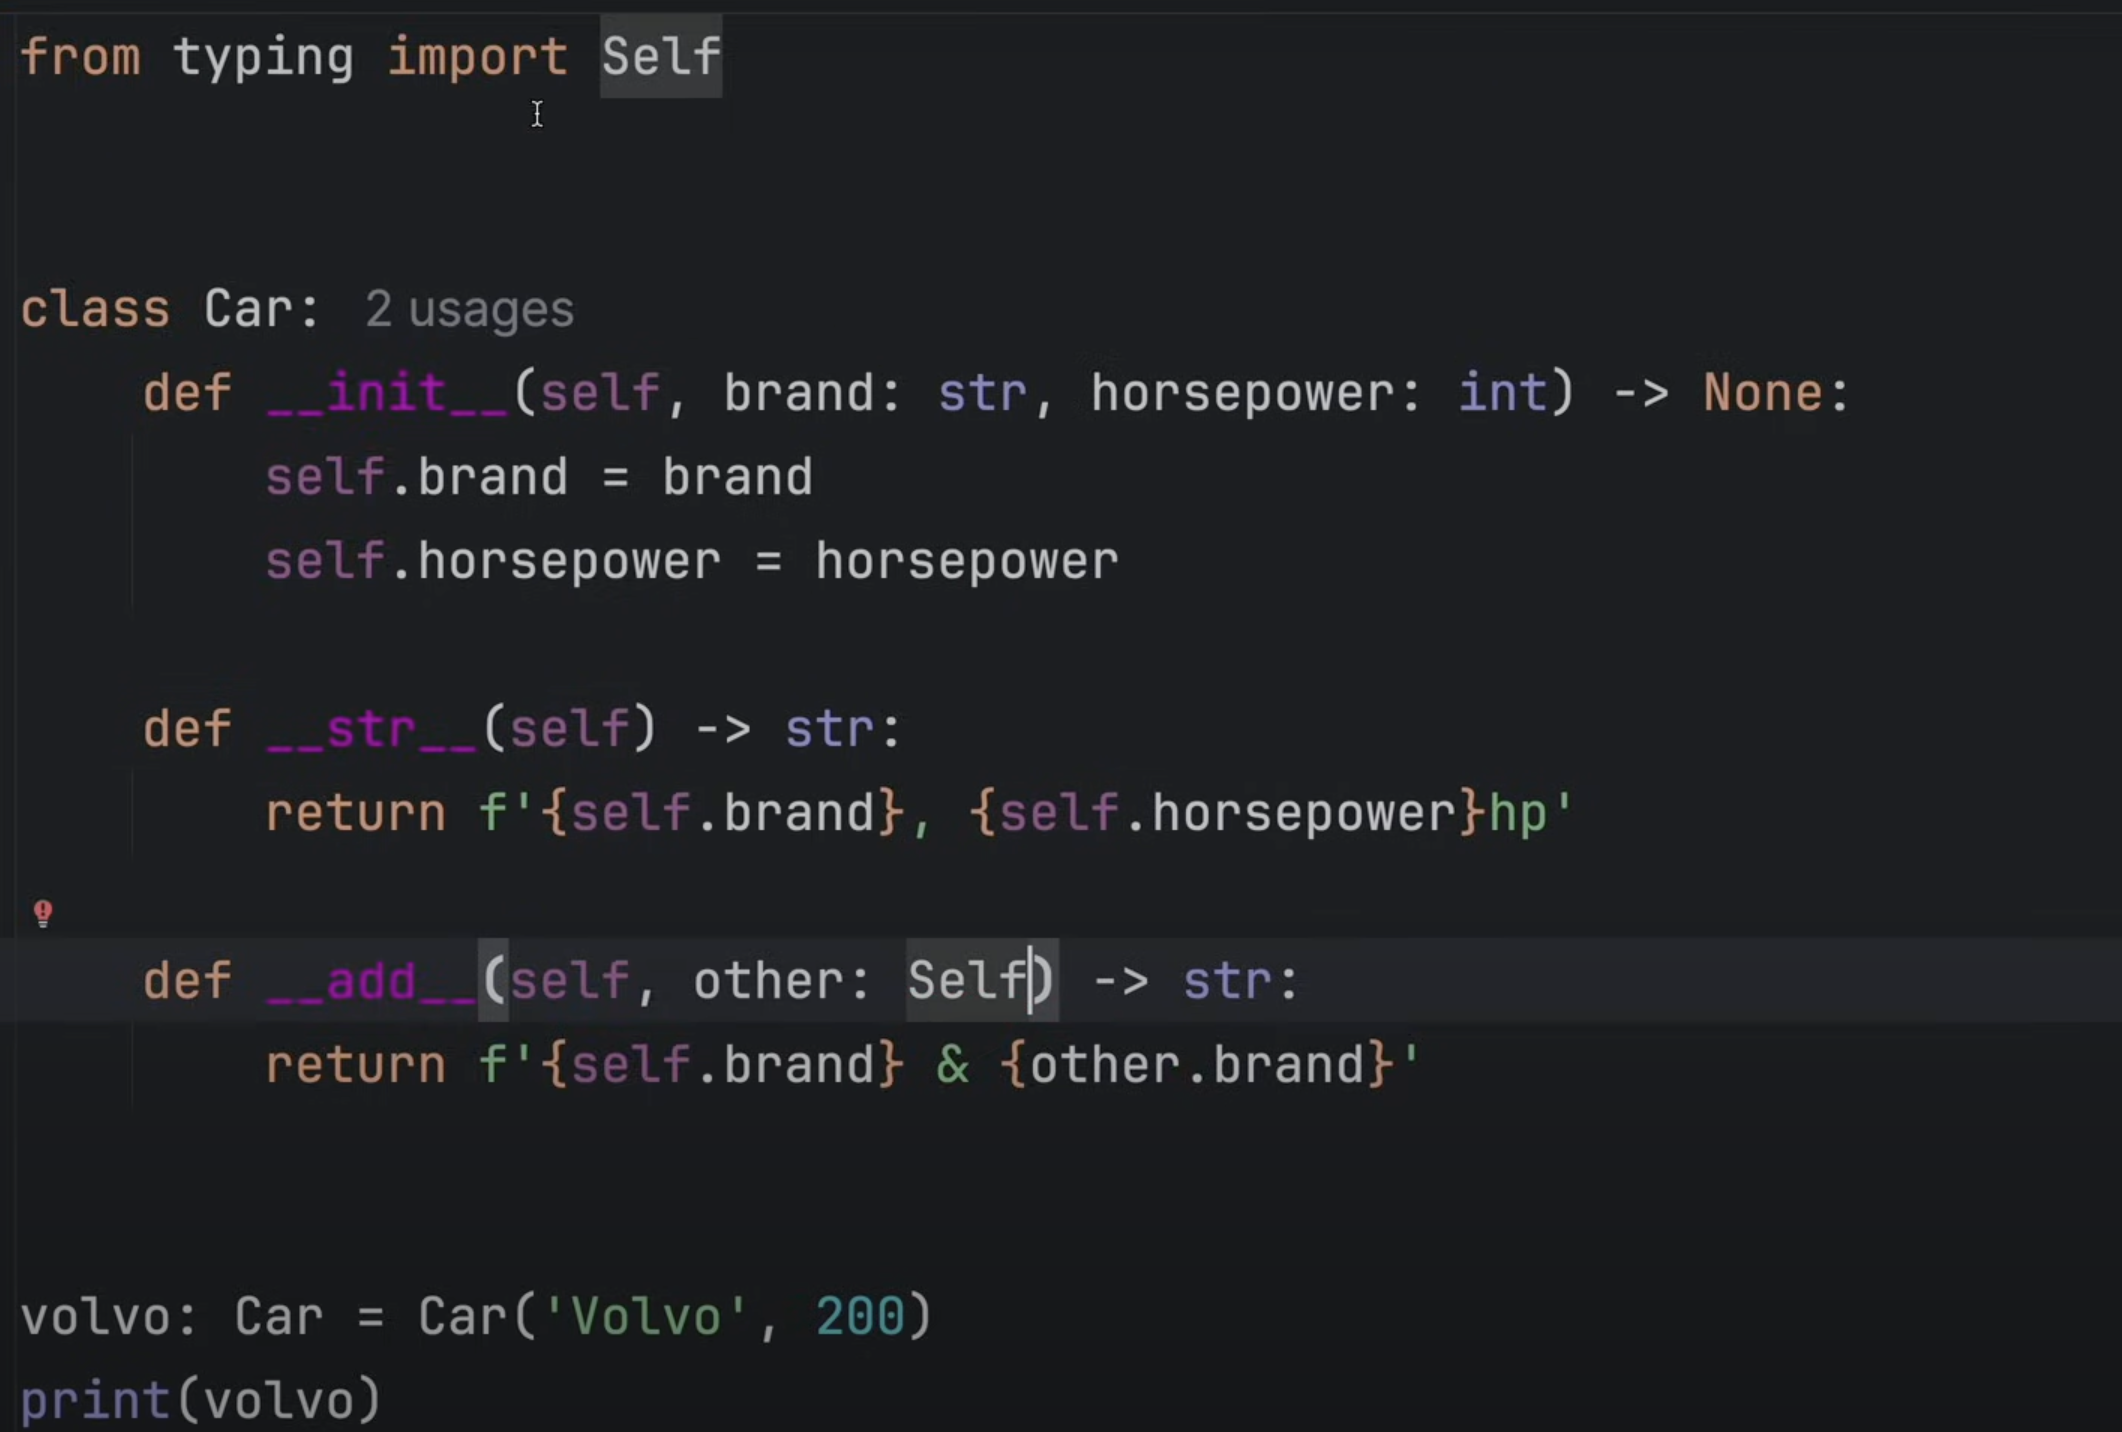 from typing import Self
class Car: 2 usages
def __init__(self, brand: str, horsepower: int) -> None:
self.brand = brand
self.horsepower = horsepower
def __str__(self) -> str:
return f'{self.brand}, {self.horsepower}hp'
def __add__(self, other: Self) -> str:
return f'{self.brand} & {other.brand}'
volvo: Car = Car('Volvo', 200)
print(volvo)